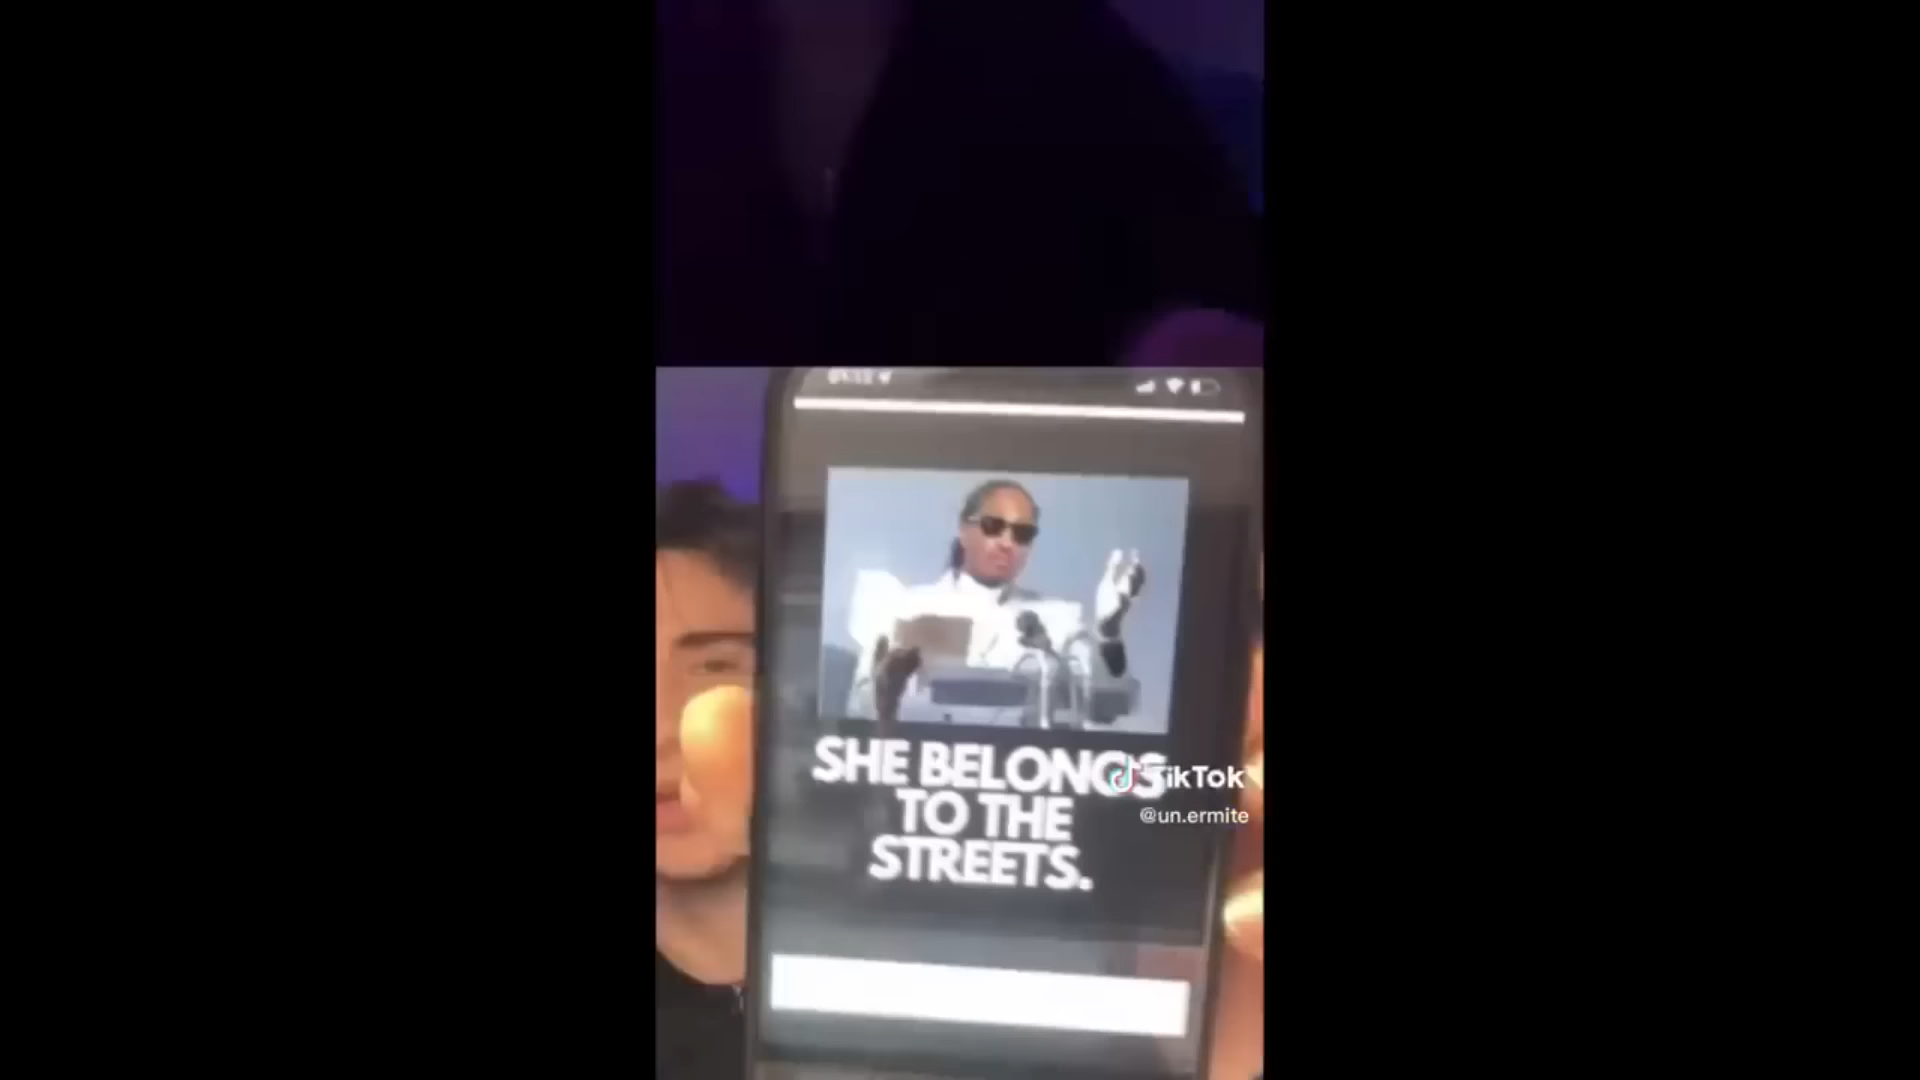 SHE BELONGS
TO THE
STREETS.
TikTok
@un.ermite